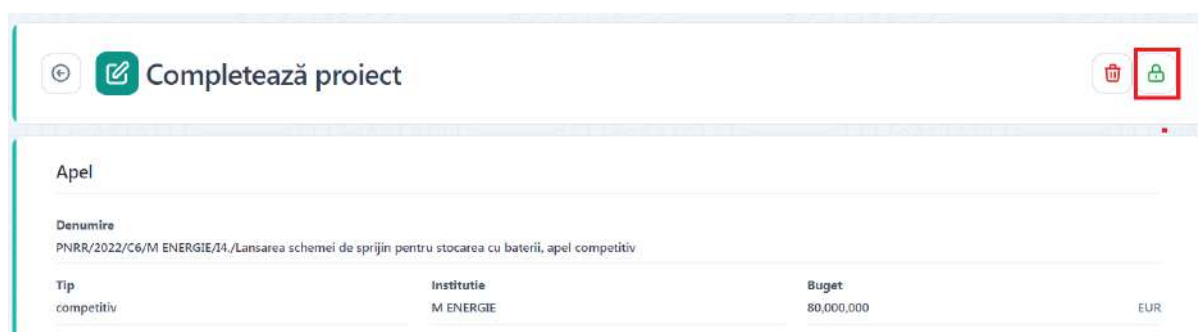 Completează proiect
Apel
Denumire
PNRR/2022/C6/M ENERGIE/I4./Lansarea schemei de sprijin pentru stocarea cu baterii, apel competitiv
Tip Institutie Buget
competitiv M ENERGIE 80,000,000 EUR